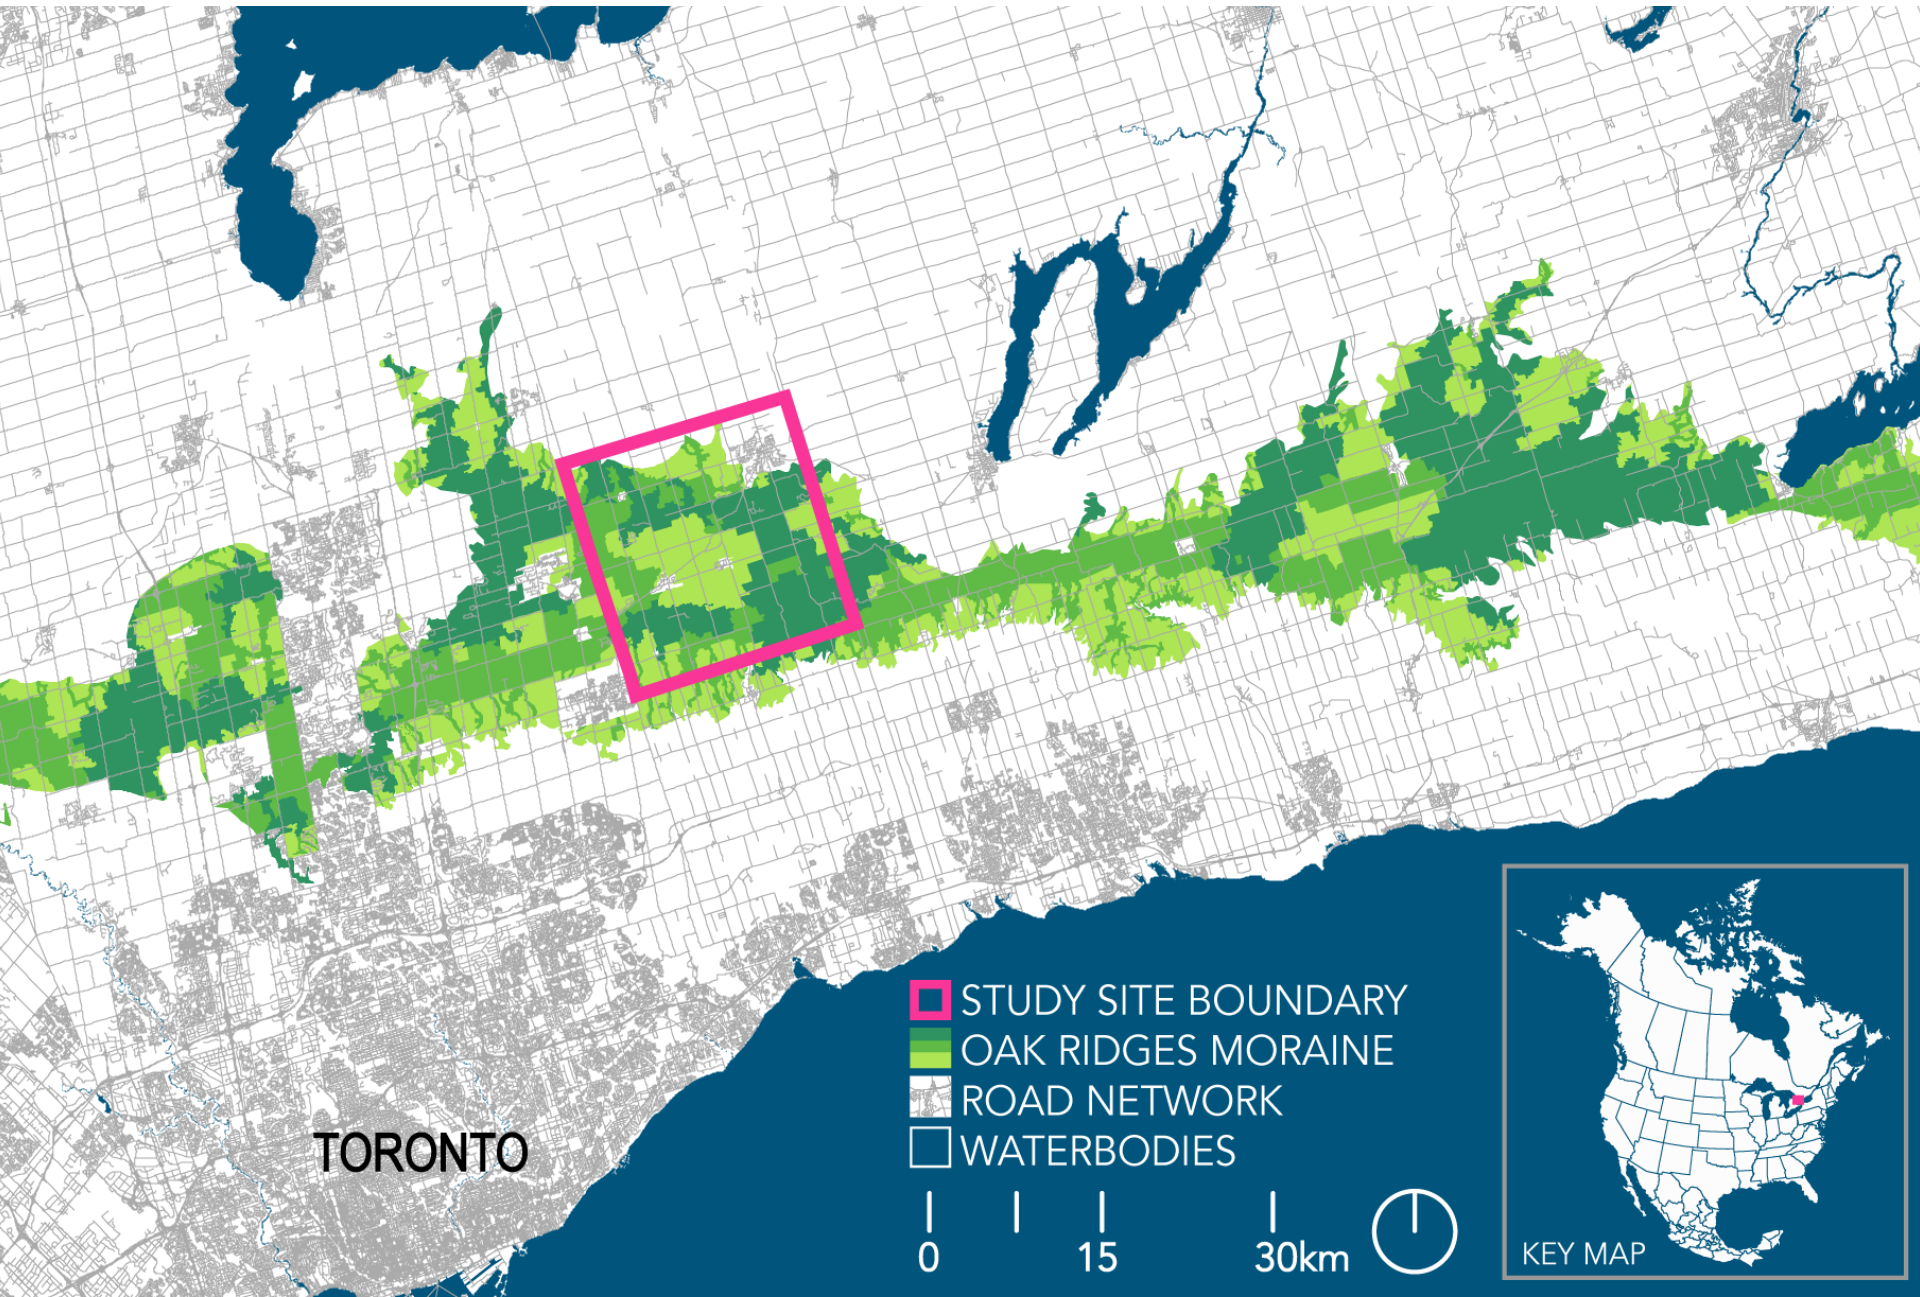 TORONTO
STUDY SITE BOUNDARY
OAK RIDGES MORAINE
ROAD NETWORK
WATERBODIES
0 15 30km
KEY MAP